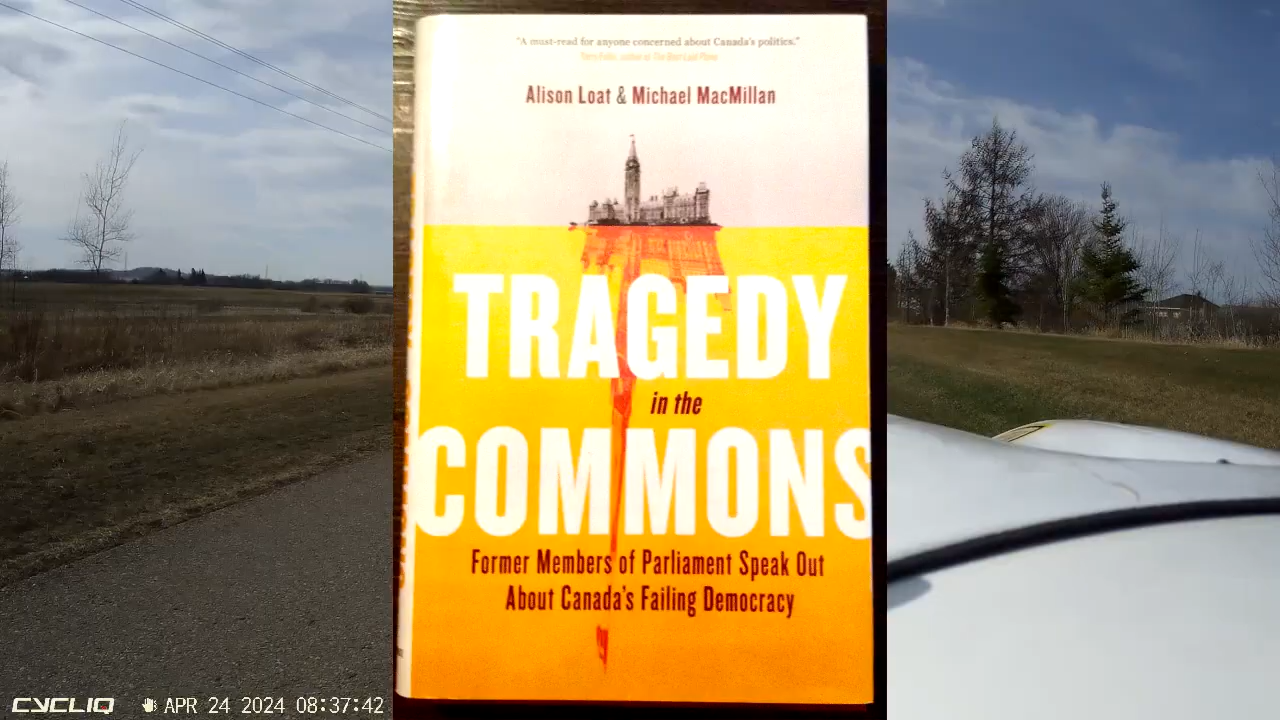 "A must-read for anyone concerned about Canada's politics."
Alison Loat & Michael MacMillan
TRAGEDY
in the
COMMONS
Former Members of Parliament Speak Out
About Canada's Failing Democracy
CYCLIQ APR 24 2024 08:37:42